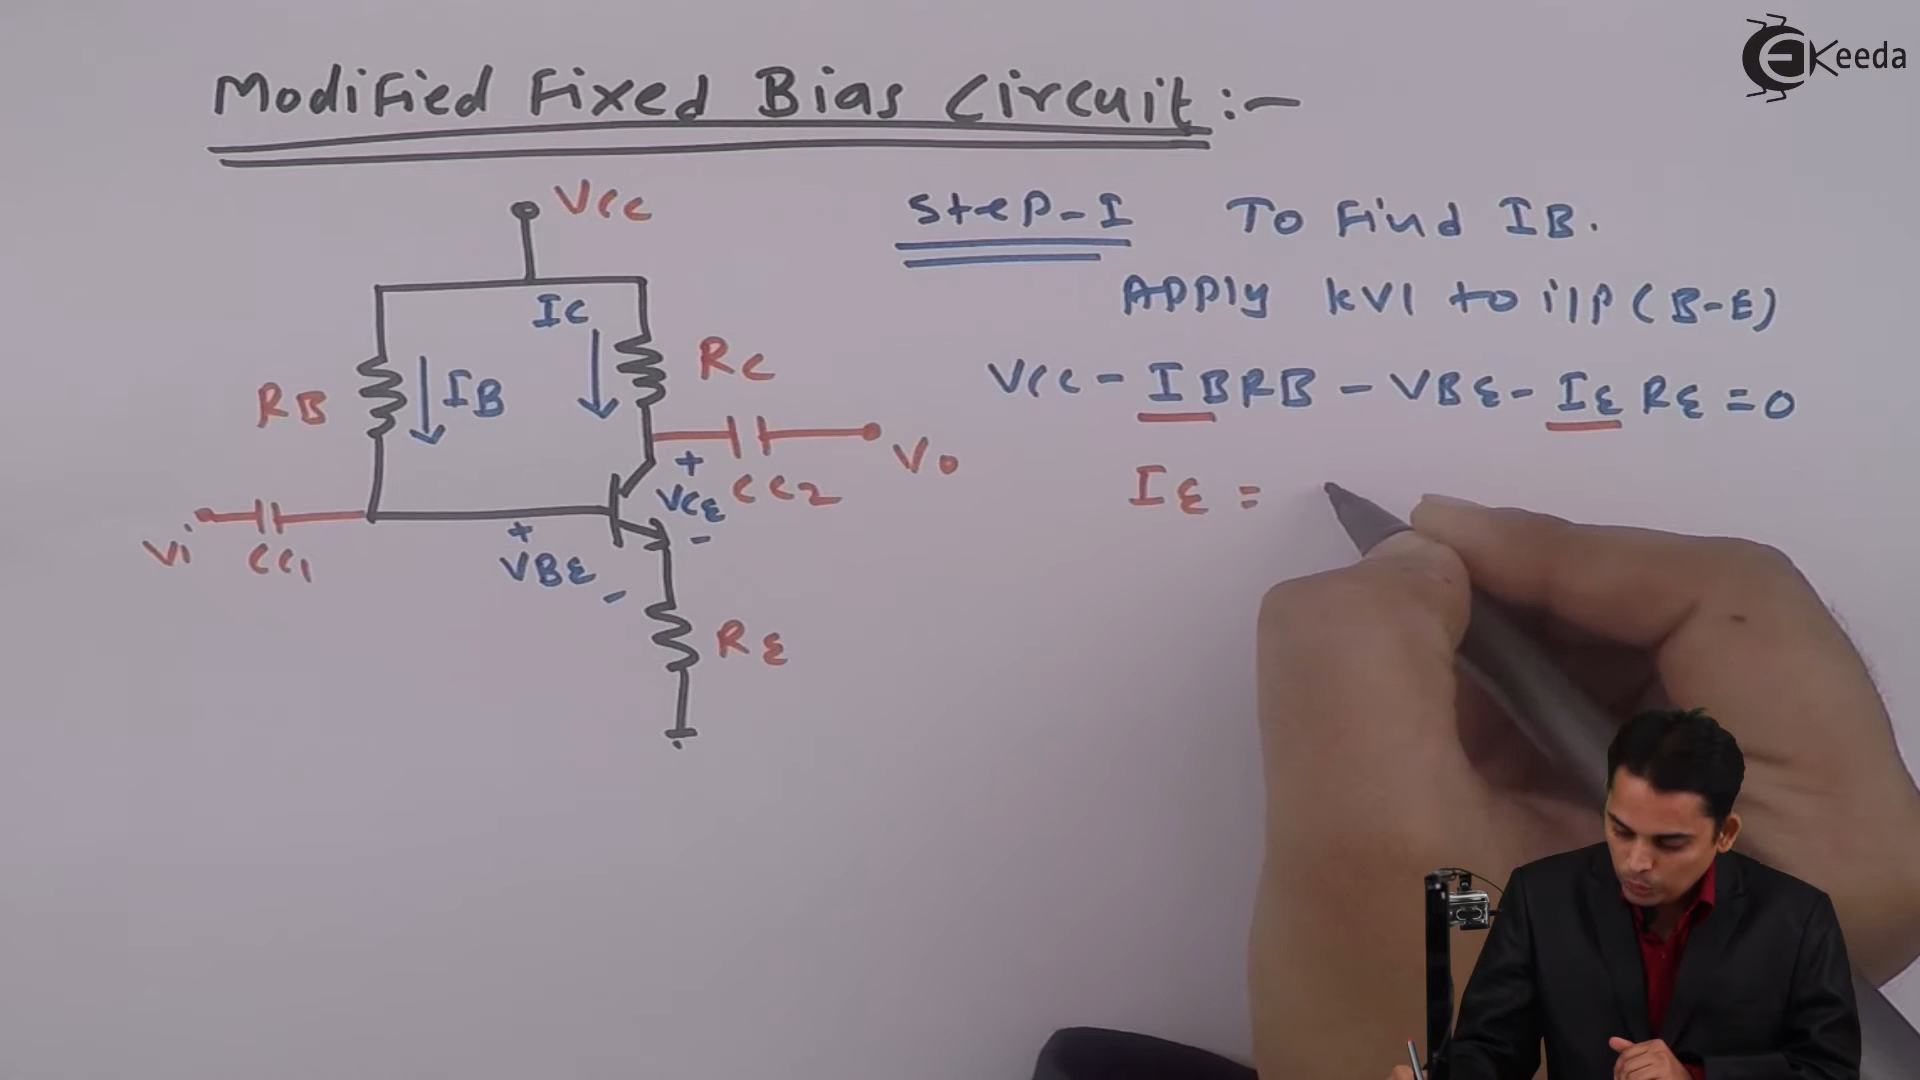 EKeeda
Modified Fixed Bias Circuit:-
VCC
Step-I To Find IB.
IC
Apply KVl to i/p (B-E)
RB
IB
RC
VCC - IBRB - VBE - IERE = 0
+
VCE
-
CC2
Vo
IE =
Vi
CC1
+
VBE
-
RE